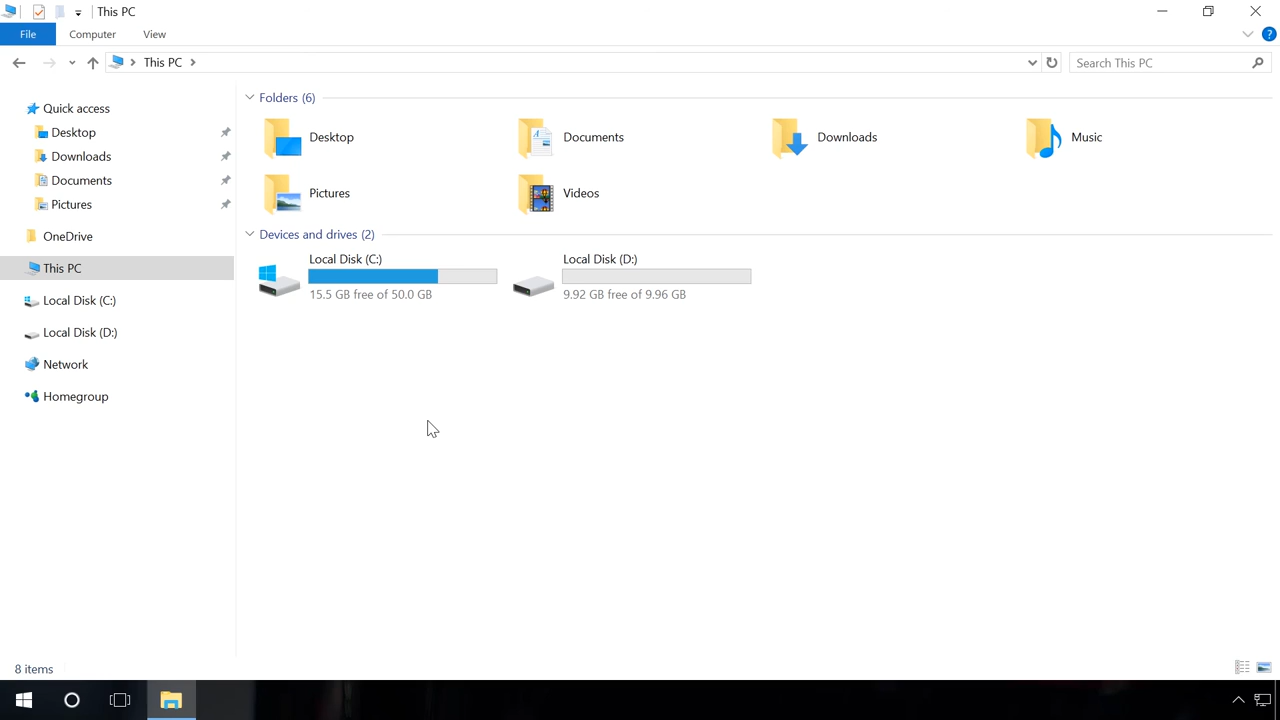 This PC
File Computer View
This PC
Search This PC
Quick access
Desktop
Downloads
Documents
Pictures
OneDrive
This PC
Local Disk (C:)
Local Disk (D:)
Network
Homegroup
Folders (6)
Desktop
Documents
Downloads
Music
Pictures
Videos
Devices and drives (2)
Local Disk (C:)
15.5 GB free of 50.0 GB
Local Disk (D:)
9.92 GB free of 9.96 GB
8 items